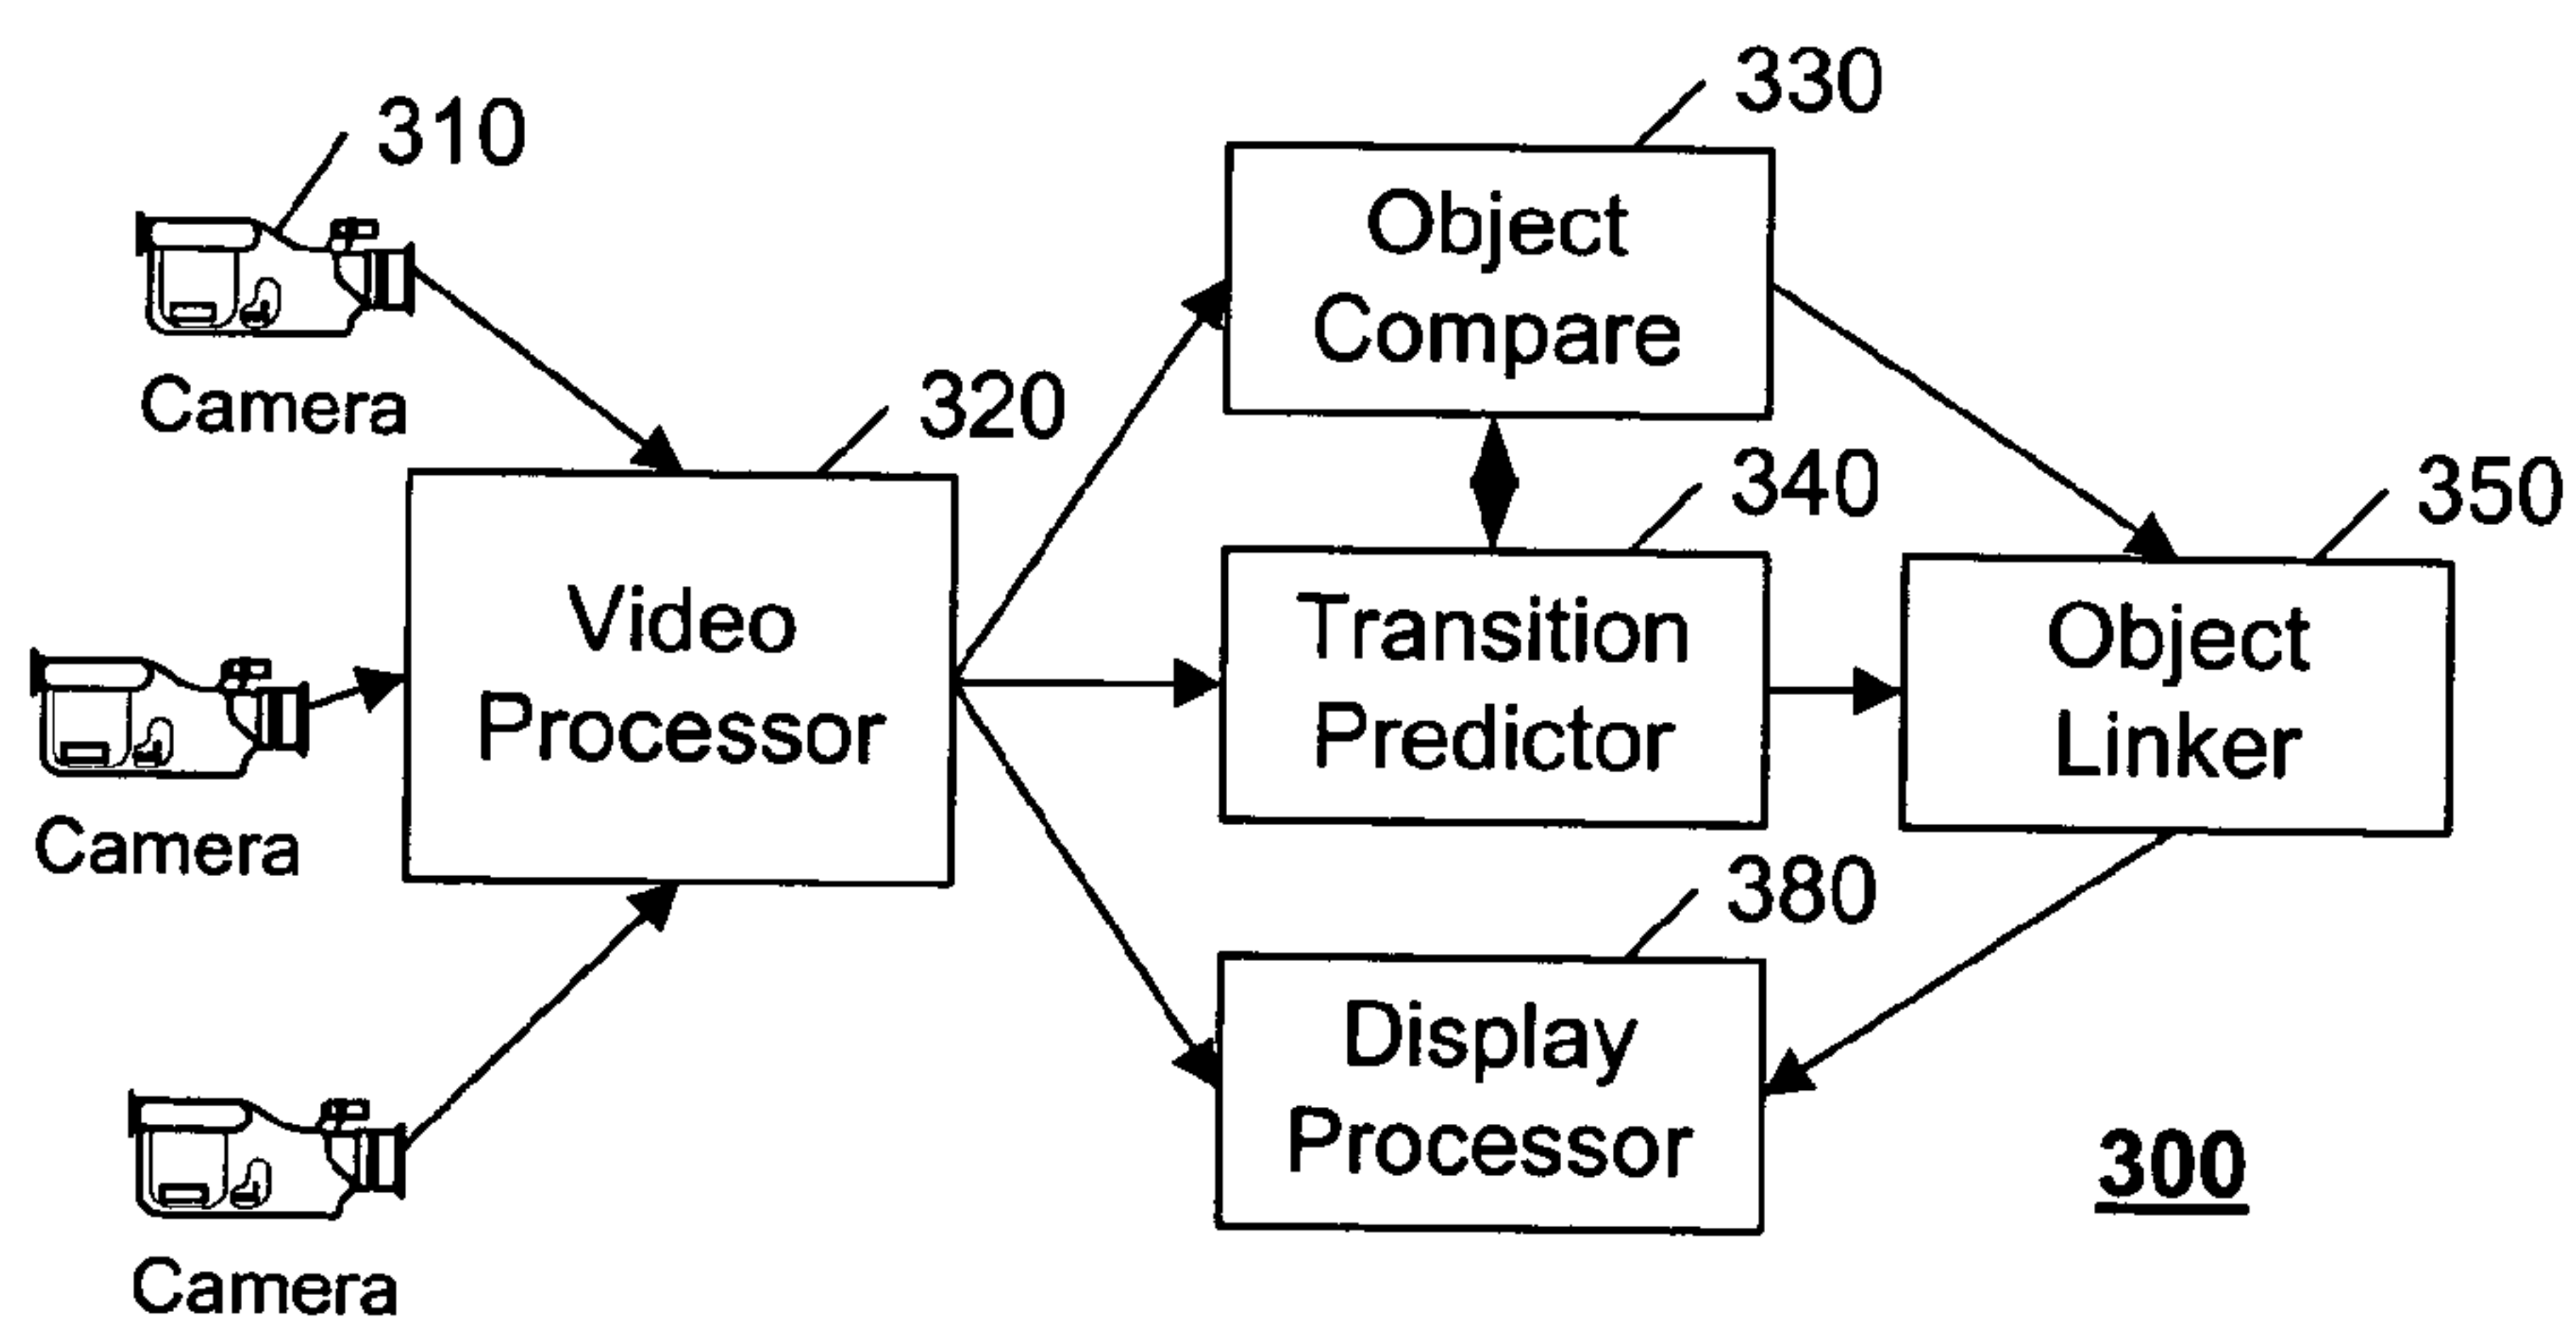 310
Camera
320
Video
Processor
Camera
Camera
330
Object
Compare
340
Transition
Predictor
350
Object
Linker
380
Display
Processor
300